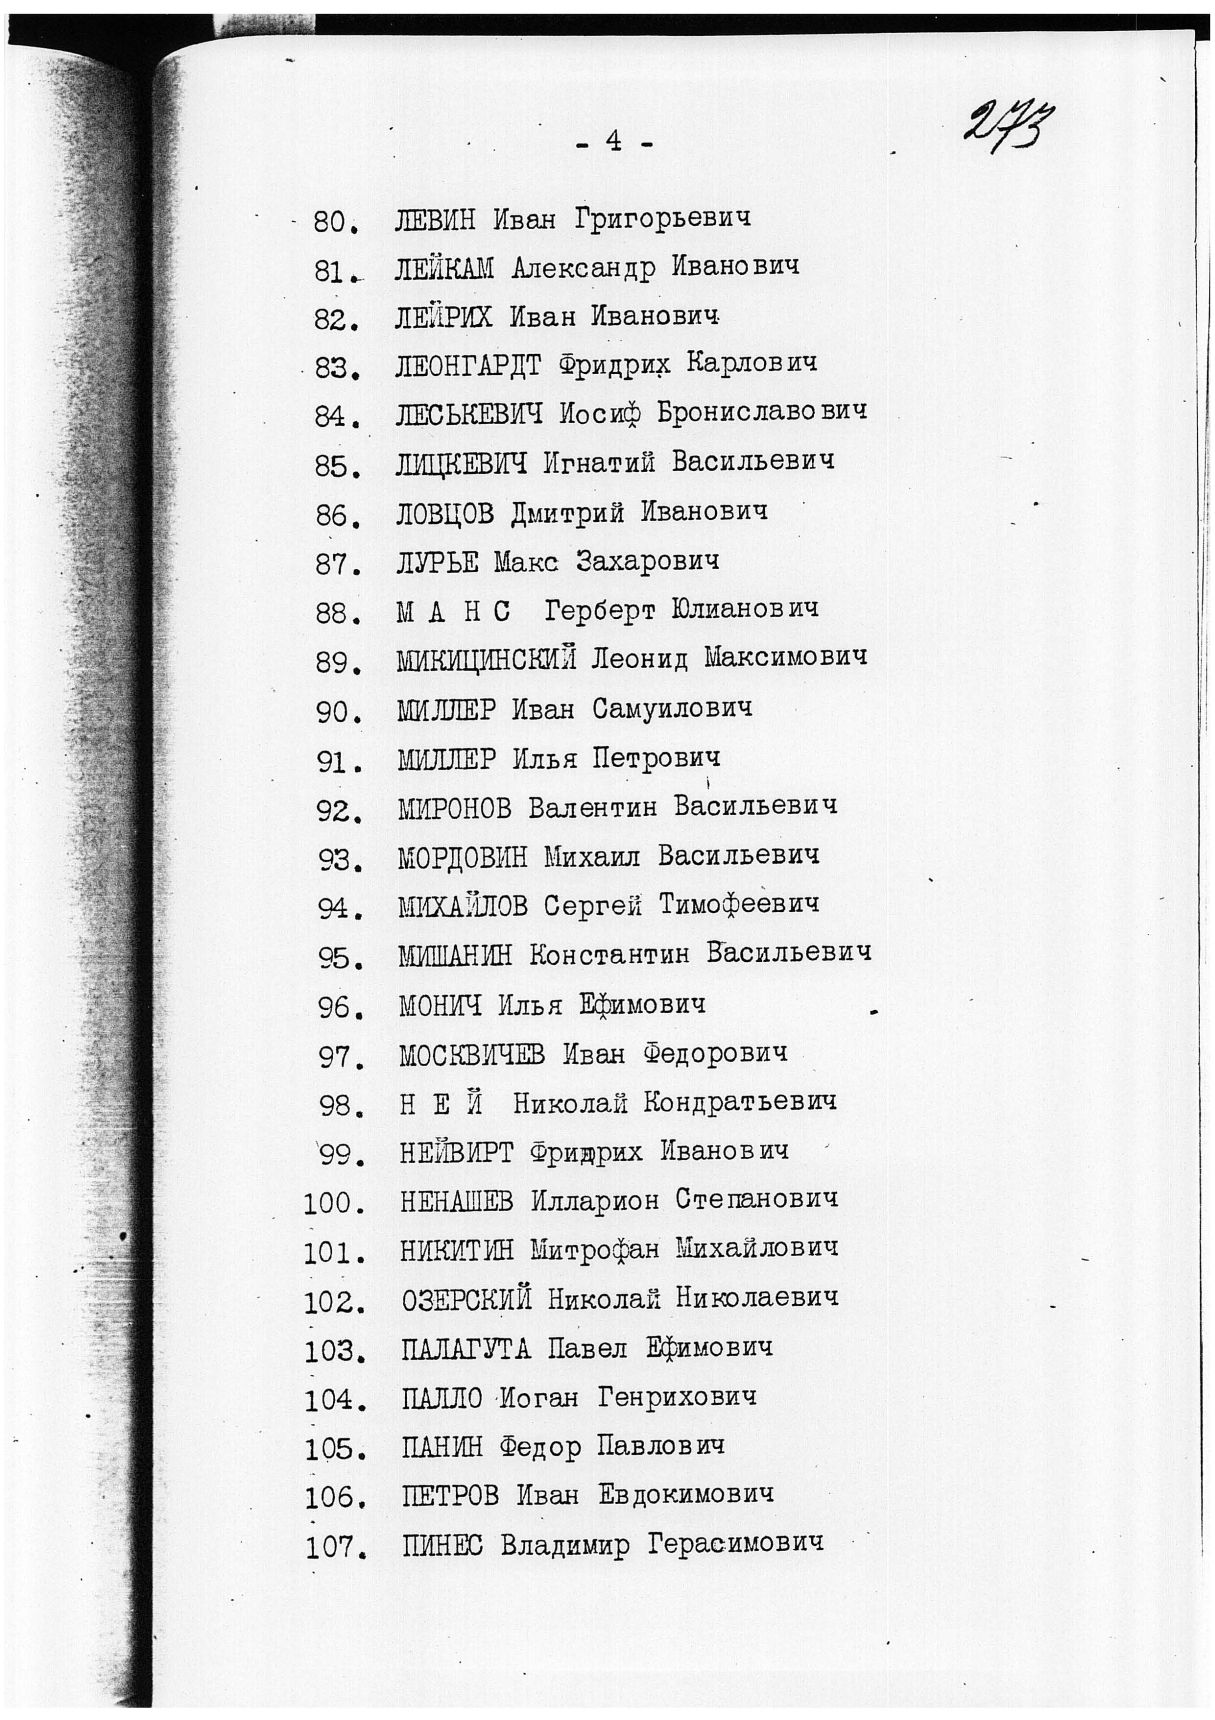 273
- 4 -
80. ЛЕВИН Иван Григорьевич
81. ЛЕЙКАМ Александр Иванович
82. ЛЕЙРИХ Иван Иванович
83. ЛЕОНГАРДТ Фридрих Карлович
84. ЛЕСЬКЕВИЧ Иосиф Брониславович
85. ЛИЦКЕВИЧ Игнатий Васильевич
86. ЛОВЦОВ Дмитрий Иванович
87. ЛУРЬЕ Макс Захарович
88. М А Н С Герберт Юлианович
89. МИКИЦИНСКИЙ Леонид Максимович
90. МИЛЛЕР Иван Самуилович
91. МИЛЛЕР Илья Петрович
92. МИРОНОВ Валентин Васильевич
93. МОРДОВИН Михаил Васильевич
94. МИХАЙЛОВ Сергей Тимофеевич
95. МИШАНИН Константин Васильевич
96. МОНИЧ Илья Ефимович
97. МОСКВИЧЕВ Иван Федорович
98. Н Е Й Николай Кондратьевич
99. НЕЙВИРТ Фридрих Иванович
100. НЕНАШЕВ Илларион Степанович
101. НИКИТИН Митрофан Михайлович
102. ОЗЕРСКИЙ Николай Николаевич
103. ПАЛАГУТА Павел Ефимович
104. ПАЛЛО Иоган Генрихович
105. ПАНИН Федор Павлович
106. ПЕТРОВ Иван Евдокимович
107. ПИНЕС Владимир Герасимович